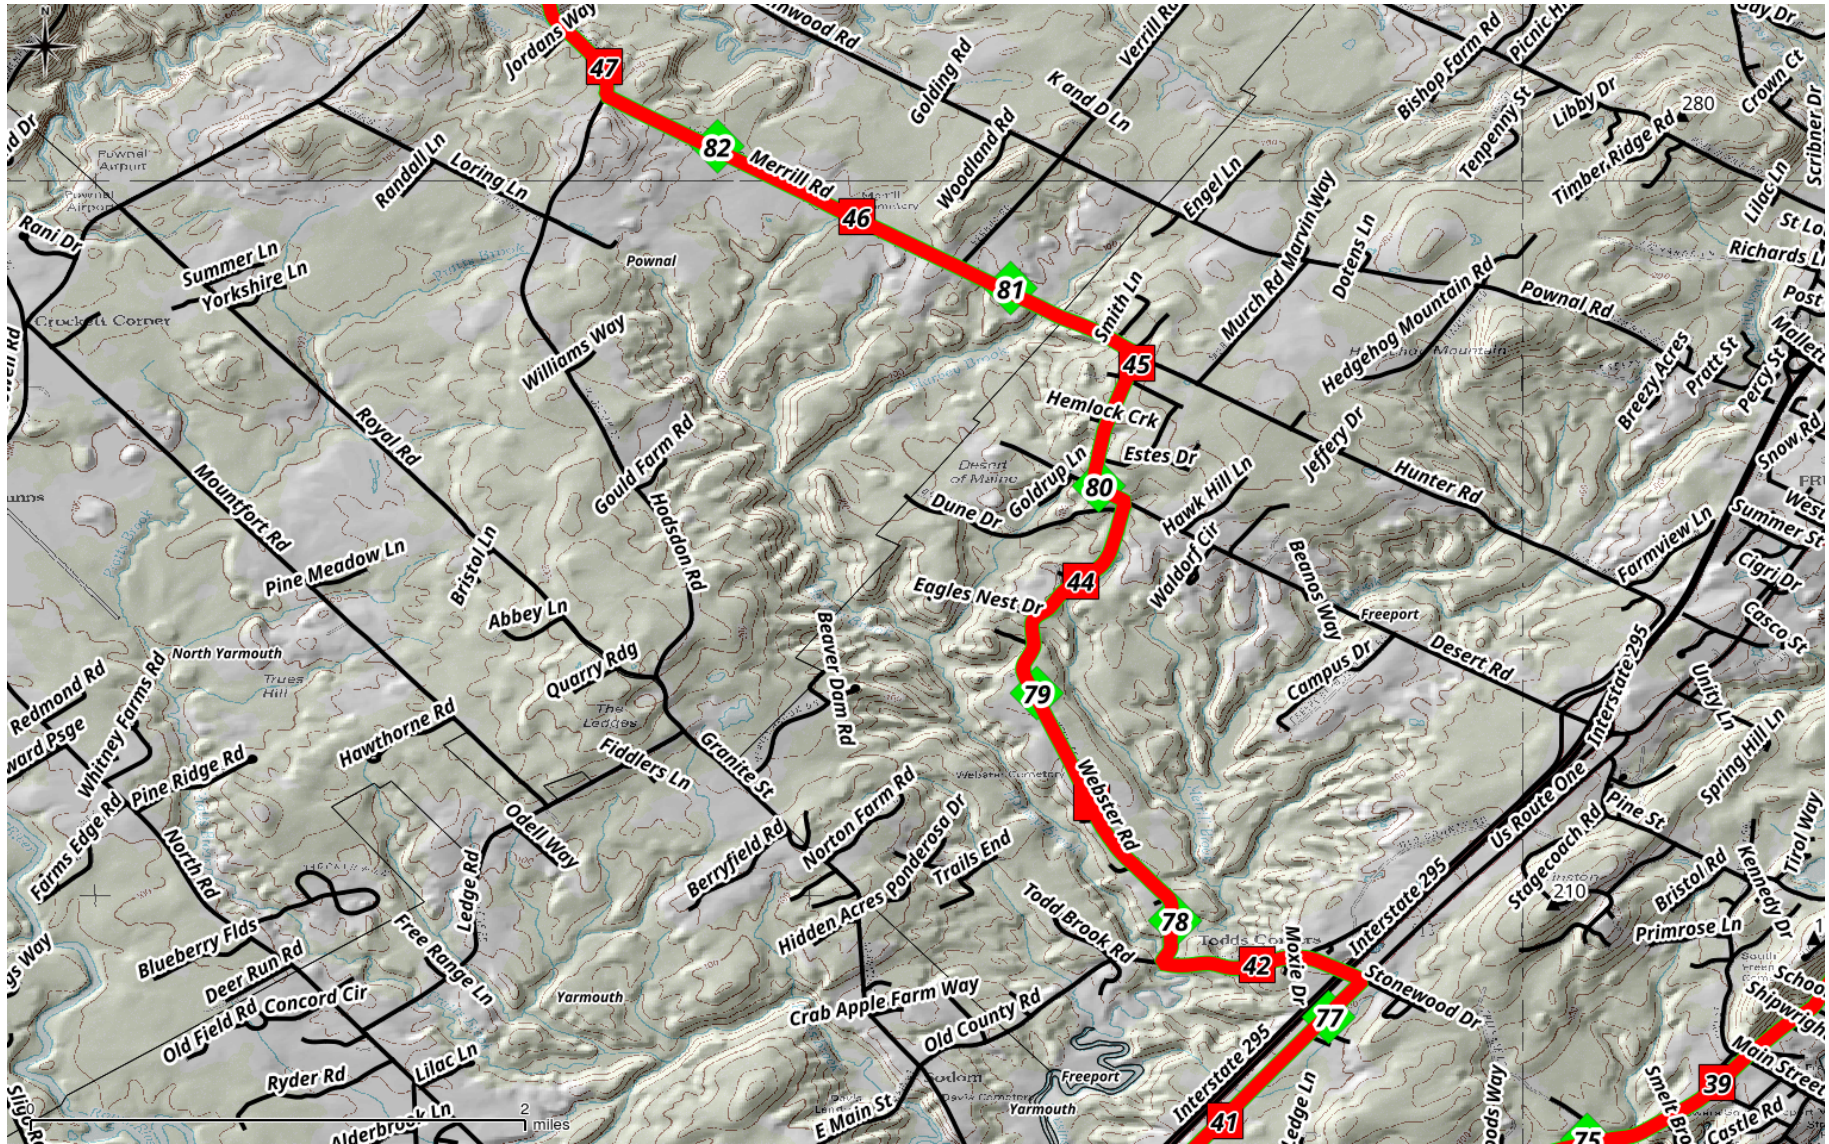 N
Jordans Way
Verrill Rd
Golding Rd
K and D Ln
Bishop Farm Rd
Crown Ct
47
Libby Dr
280
Scribner Dr
Tenpenny St
Timber Ridge Rd
Pownal
Airport
82
Merrill Rd
Woodland Rd
Randall Ln
Loring Ln
Engel Ln
Lilac Ln
46
Murch Rd Marvin Way
Dotens Ln
Rani Dr
Summer Ln
Yorkshire Ln
Pownal
81
Smith Ln
Hedgehog Mountain Rd
Pownal Rd
Crockett Corner
Williams Way
45
Breezy Acres
Pratt St
Percy St
Hemlock Crk
Royal Rd
Gould Farm Rd
Estes Dr
Jeffery Dr
Snow Rd
Desert
of Maine
Goldrup Ln
80
Hawk Hill Ln
Hunter Rd
Mountfort Rd
Hodsdon Rd
Dune Dr
Waldorf Cir
Summer St
Farmview Ln
Pine Meadow Ln
Bristol Ln
44
Beanos Way
Cigri Dr
Eagles Nest Dr
Abbey Ln
Freeport
Casco St
Beaver Dam Rd
Desert Rd
North Yarmouth
Quarry Rdg
Campus Dr
Interstate 295
Redmond Rd
Trues
Hill
79
Unity Ln
Whitney Farms Rd
Hawthorne Rd
The
Ledges
Fiddlers Ln
Granite St
Spring Hill Ln
Pine Ridge Rd
Webster Cemetery
Webster Rd
Us Route One
Pine St
Farms Edge Rd
North Rd
Odell Way
Norton Farm Rd
Tirol Way
Berryfield Rd
Ponderosa Dr
Trails End
Interstate 295
Stagecoach Rd
210
Bristol Rd
Kennedy Dr
Ledge Rd
Hidden Acres
Todd Brook Rd
78
Todds Corners
Primrose Ln
Blueberry Flds
Free Range Ln
Deer Run Rd
42
Moxie Dr
Stonewood Dr
Old Field Rd
Concord Cir
Yarmouth
Crab Apple Farm Way
Old County Rd
77
Main Street
Ryder Rd
Lilac Ln
Sodom
Freeport
Interstate 295
39
0
2
miles
Alderbrook Ln
E Main St
Yarmouth
41
Castle Rd
75